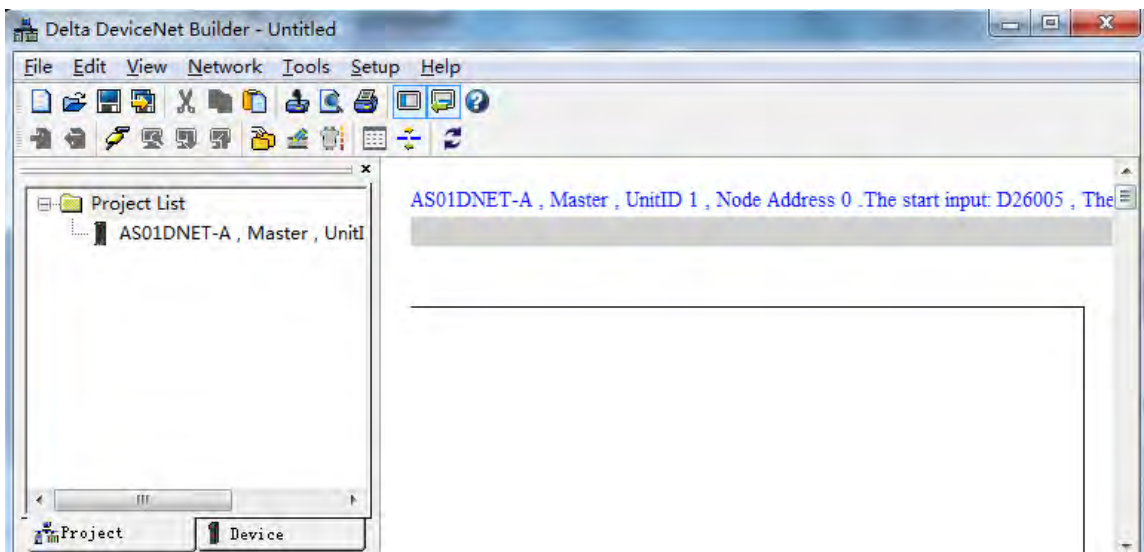 Delta DeviceNet Builder - Untitled
File Edit View Network Tools Setup Help
Project List
AS01DNET-A , Master , UnitI
AS01DNET-A , Master , UnitID 1 , Node Address 0 .The start input: D26005 , The
Project
Device